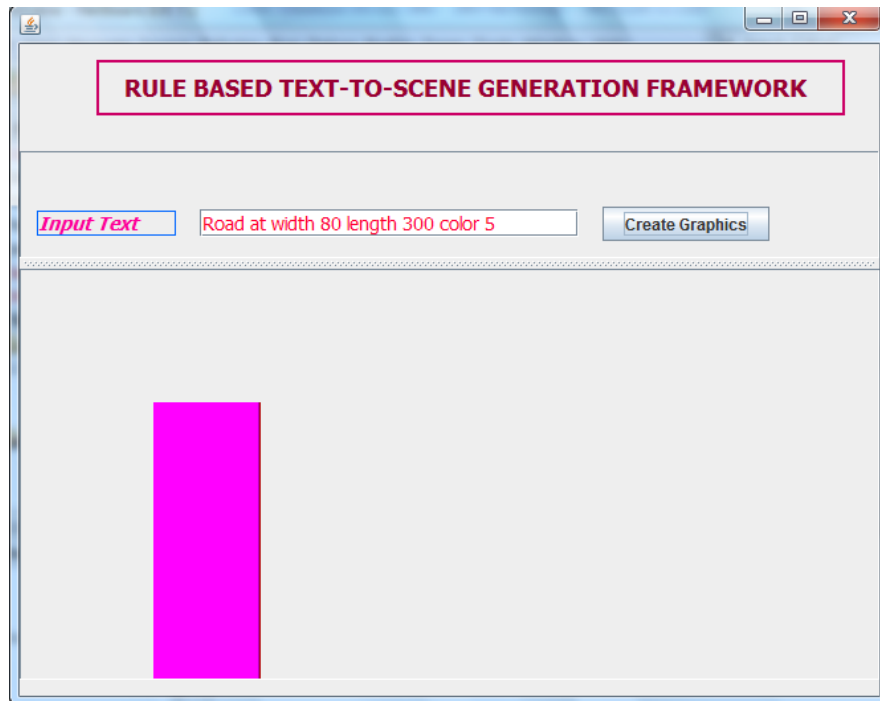 RULE BASED TEXT-TO-SCENE GENERATION FRAMEWORK
Input Text
Road at width 80 length 300 color 5
Create Graphics